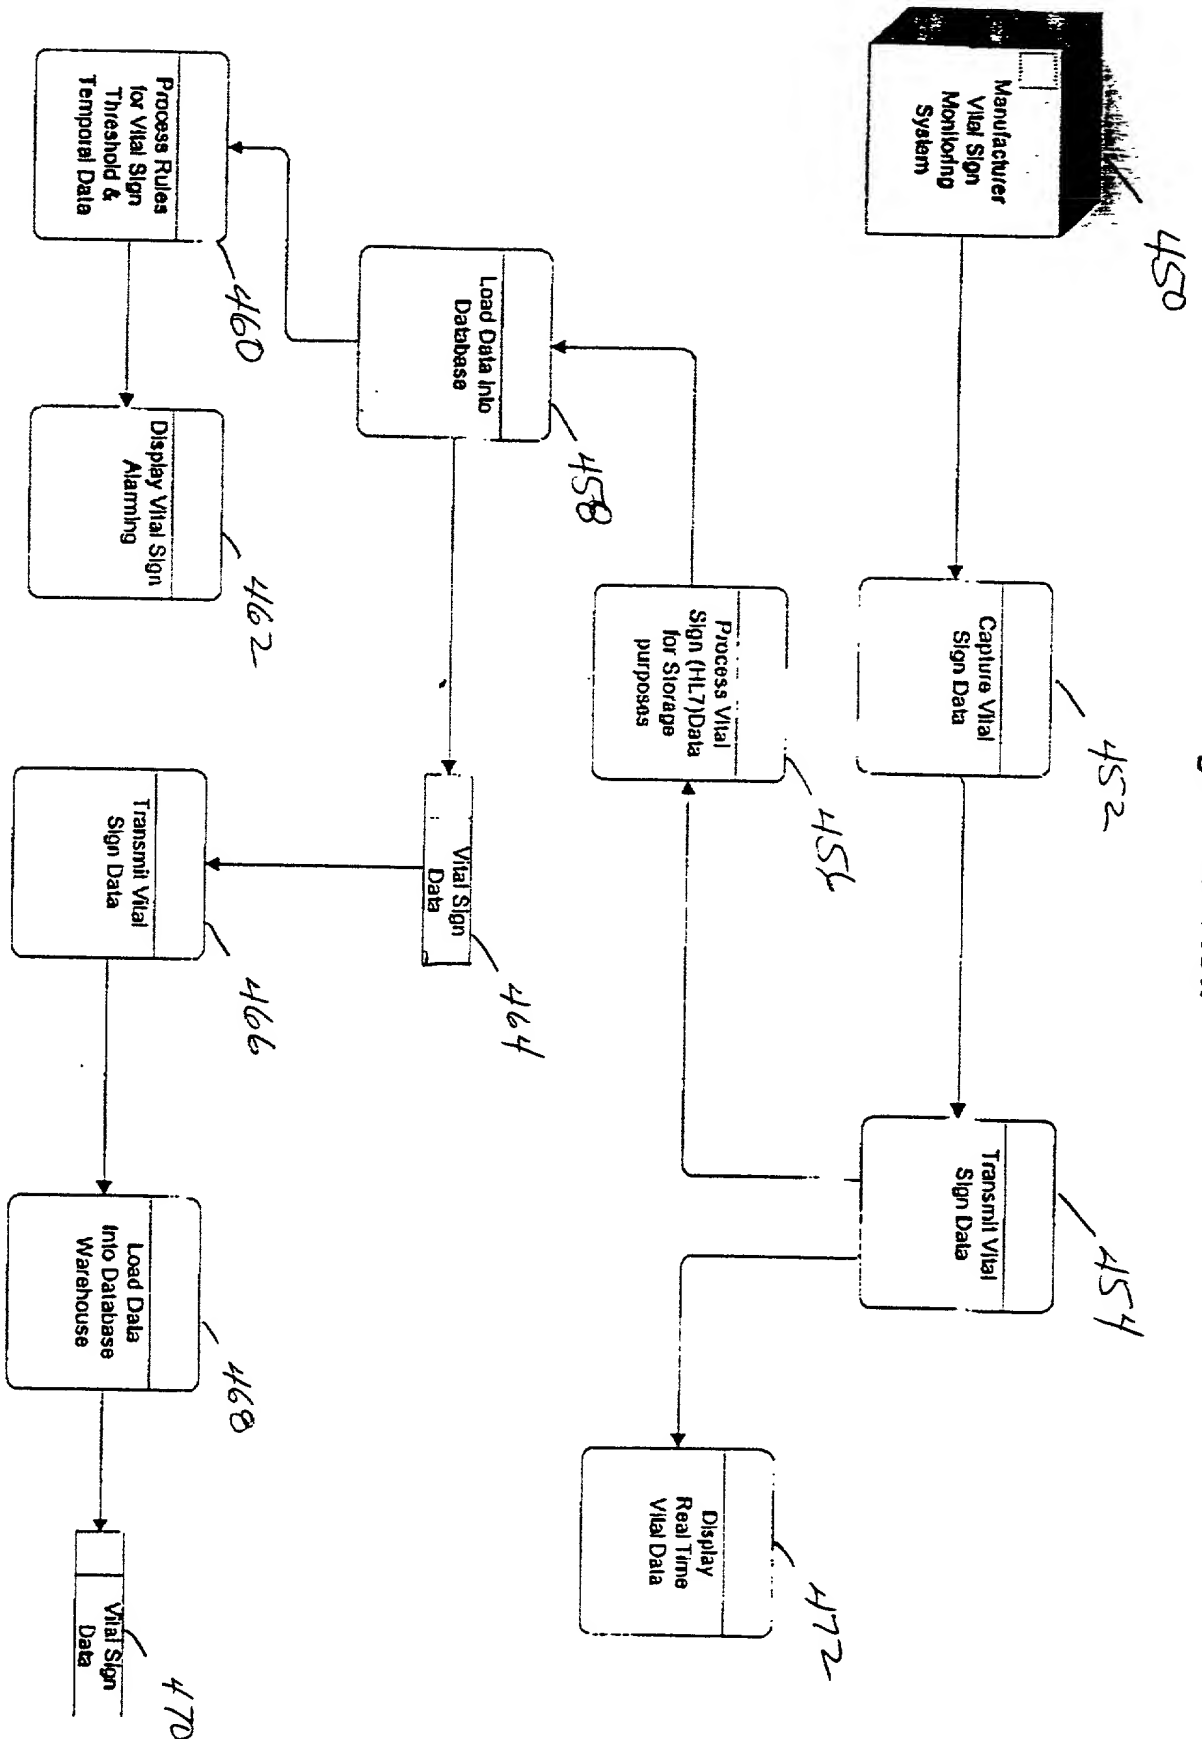 Manufacturer
Vital Sign
Monitoring
System
450
Capture Vital
Sign Data
452
Transmit Vital
Sign Data
454
Process Vital
Sign (HL7)Data
for Storage
purposes
456
Display
Real Time
Vital Data
472
Load Data Into
Database
458
Vital Sign
Data
464
Process Rules
for Vital Sign
Threshold &
Temporal Data
460
Display Vital Sign
Alarming
462
Transmit Vital
Sign Data
466
Load Data
Into Database
Warehouse
468
Vital Sign
Data
470